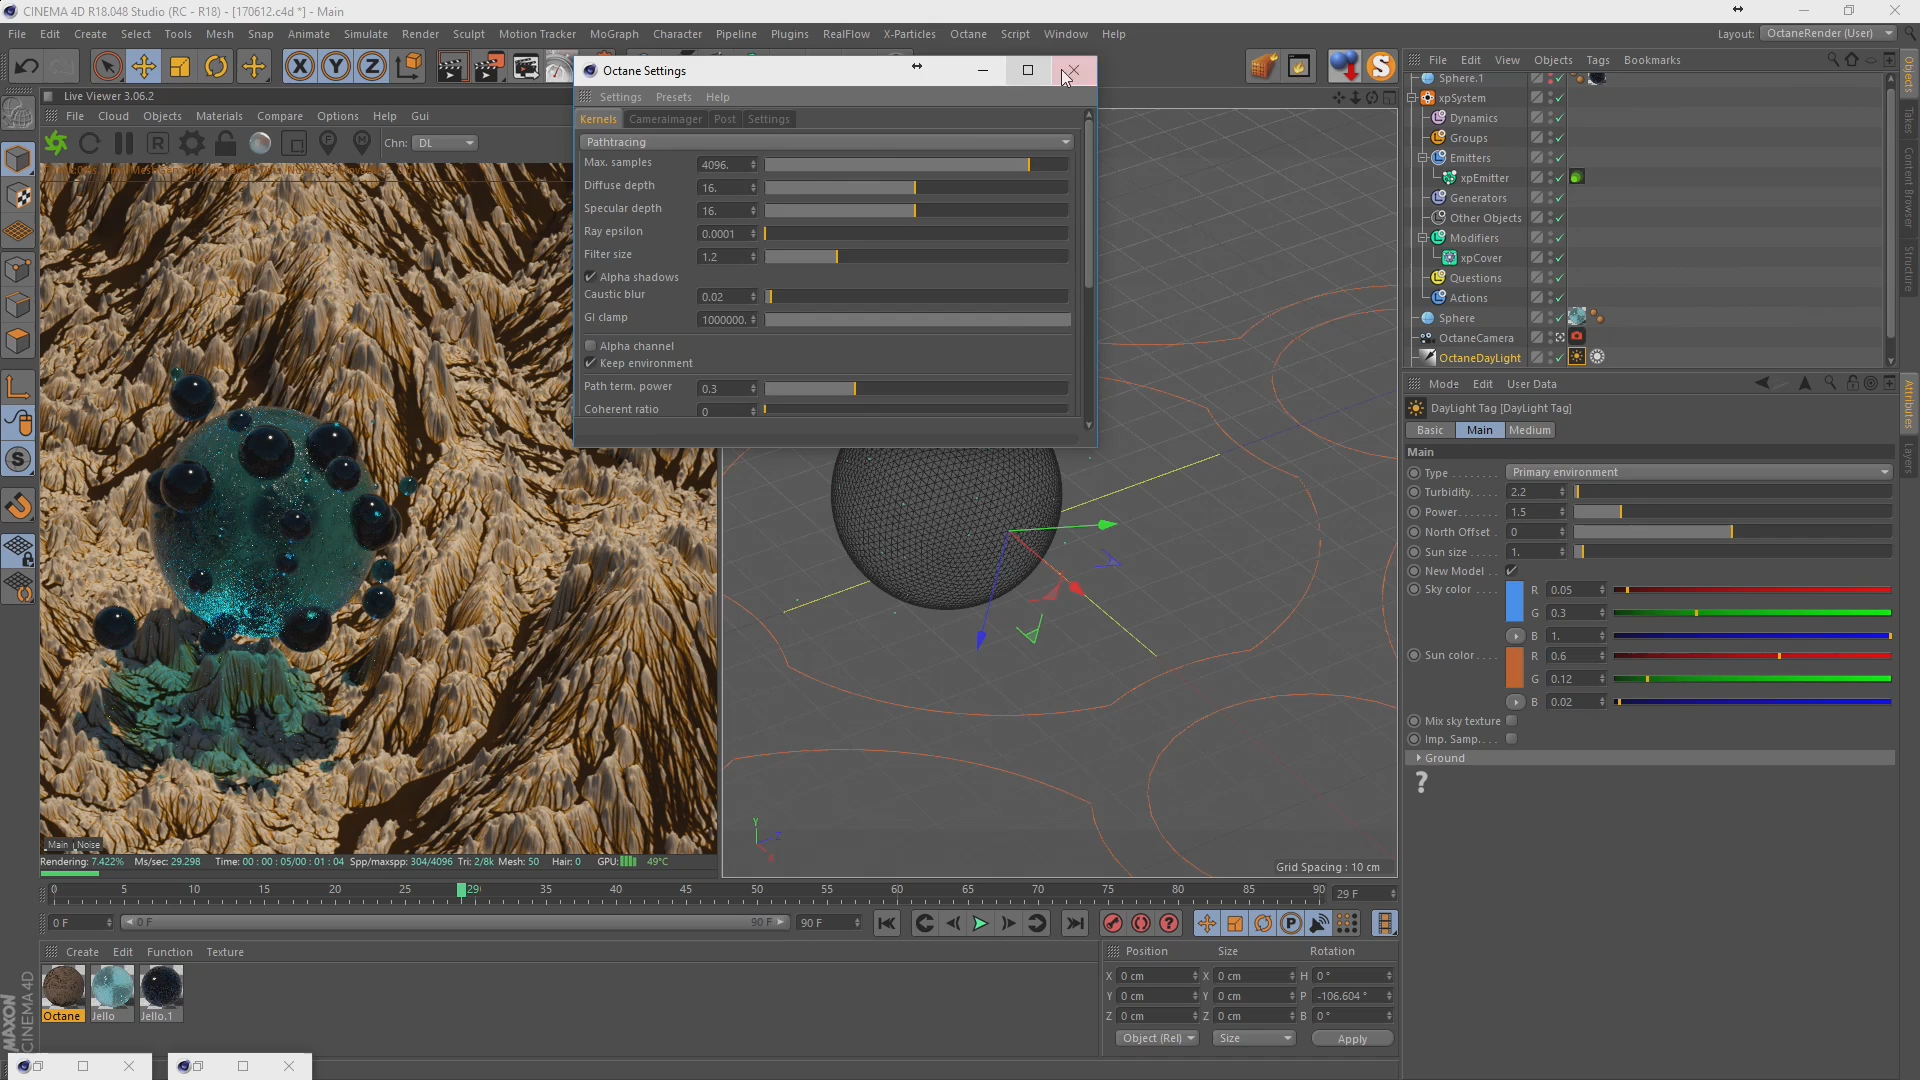 CINEMA 4D R18.048 Studio (RC - R18) - [170612.c4d *] - Main
File Edit Create Select Tools Mesh Snap Animate Simulate Render Sculpt Motion Tracker MoGraph Character Pipeline Plugins RealFlow X-Particles Octane Script Window Help
Layout: OctaneRender (User)
Live Viewer 3.06.2
File Cloud Objects Materials Compare Options Help Gui
Chn: DL
Octane Settings
Settings Presets Help
Kernels CameraImager Post Settings
Pathtracing
Max. samples 4096.
Diffuse depth 16.
Specular depth 16.
Ray epsilon 0.0001
Filter size 1.2
Alpha shadows
Caustic blur 0.02
GI clamp 1000000.
Alpha channel
Keep environment
Path term. power 0.3
Coherent ratio 0
Grid Spacing : 10 cm
Main Noise
Rendering: 7.422% Ms/sec: 29.298 Time: 00 : 00 : 05/00 : 01 : 04 Spp/maxspp: 304/4096 Tri: 2/8k Mesh: 50 Hair: 0 GPU: 49°C
0 5 10 15 20 25 29 35 40 45 50 55 60 65 70 75 80 85 90 29 F
0 F 0 F 90 F 90 F
Create Edit Function Texture
Octane Jello Jello.1
MAXON
CINEMA 4D
Position Size Rotation
X 0 cm X 0 cm H 0 °
Y 0 cm Y 0 cm P -106.604 °
Z 0 cm Z 0 cm B 0 °
Object (Rel) Size Apply
File Edit View Objects Tags Bookmarks
Sphere.1
xpSystem
Dynamics
Groups
Emitters
xpEmitter
Generators
Other Objects
Modifiers
xpCover
Questions
Actions
Sphere
OctaneCamera
OctaneDayLight
Objects
Takes
Content Browser
Structure
Mode Edit User Data
DayLight Tag [DayLight Tag]
Basic Main Medium
Main
Type Primary environment
Turbidity 2.2
Power 1.5
North Offset 0
Sun size 1.
New Model
Sky color R 0.05
G 0.3
B 1.
Sun color R 0.6
G 0.12
B 0.02
Mix sky texture
Imp. Samp.
Ground
Attributes
Layers